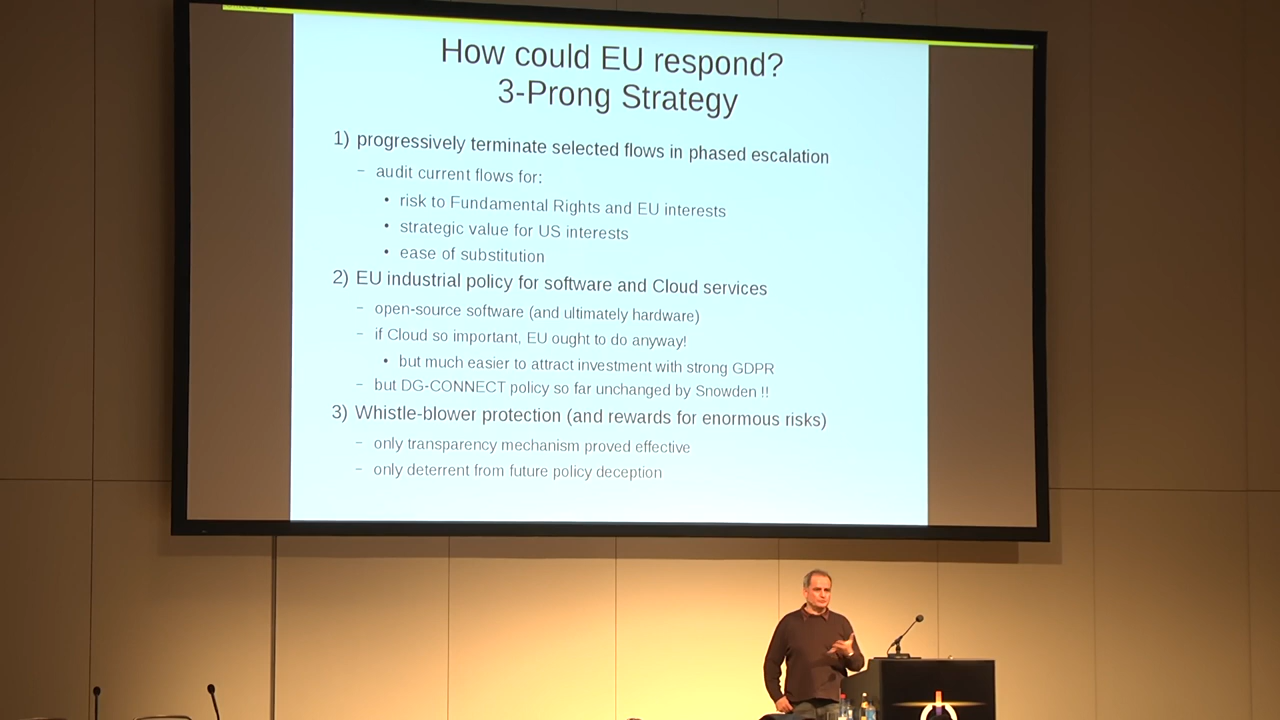 How could EU respond?
3-Prong Strategy
1) progressively terminate selected flows in phased escalation
– audit current flows for:
• risk to Fundamental Rights and EU interests
• strategic value for US interests
• ease of substitution
2) EU industrial policy for software and Cloud services
– open-source software (and ultimately hardware)
– if Cloud so important, EU ought to do anyway!
• but much easier to attract investment with strong GDPR
– but DG-CONNECT policy so far unchanged by Snowden !!
3) Whistle-blower protection (and rewards for enormous risks)
– only transparency mechanism proved effective
– only deterrent from future policy deception